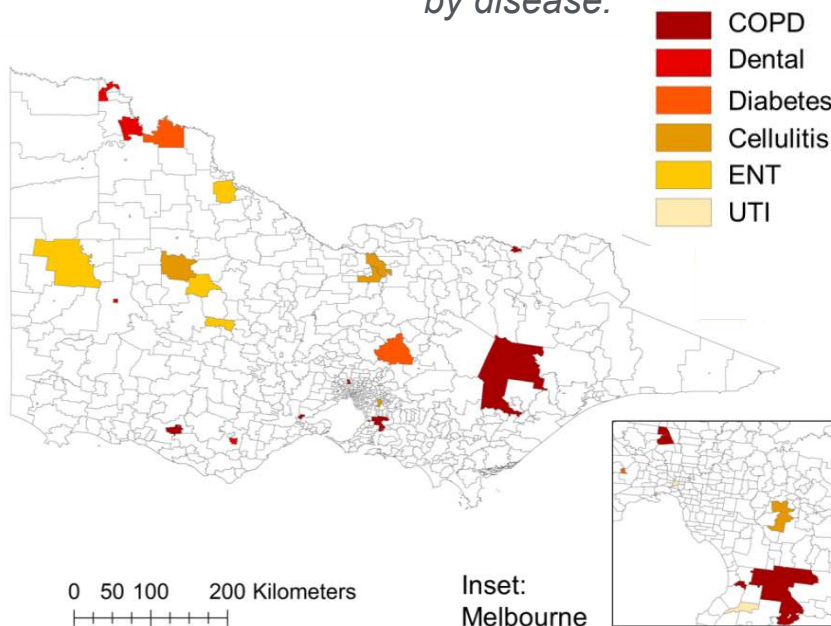 by disease.
COPD
Dental
Diabetes
Cellulitis
ENT
UTI
0 50 100 200 Kilometers
Inset:
Melbourne